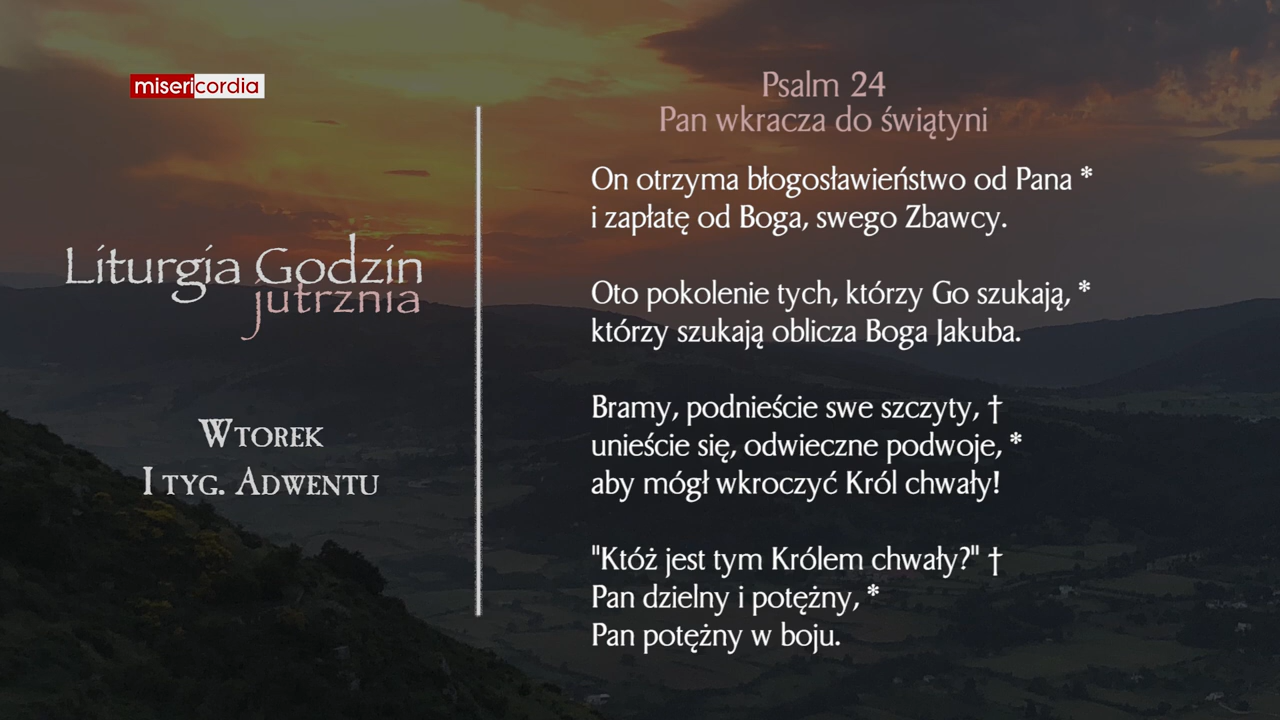 misericordia
Liturgia Godzin
jutrznia
Wtorek
I tyg. Adwentu
Psalm 24
Pan wkracza do świątyni
On otrzyma błogosławieństwo od Pana *
i zapłatę od Boga, swego Zbawcy.
Oto pokolenie tych, którzy Go szukają, *
którzy szukają oblicza Boga Jakuba.
Bramy, podnieście swe szczyty, †
unieście się, odwieczne podwoje, *
aby mógł wkroczyć Król chwały!
"Któż jest tym Królem chwały?" †
Pan dzielny i potężny, *
Pan potężny w boju.